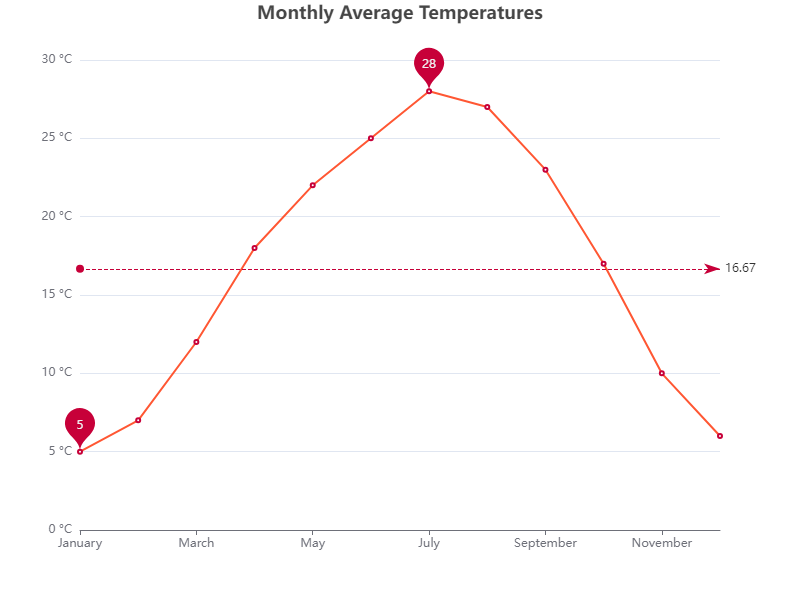 Monthly Average Temperatures
30 °C
28
25 °C
20 °C
16.67
15 °C
10 °C
5
5 °C
0 °C
January March May July September November